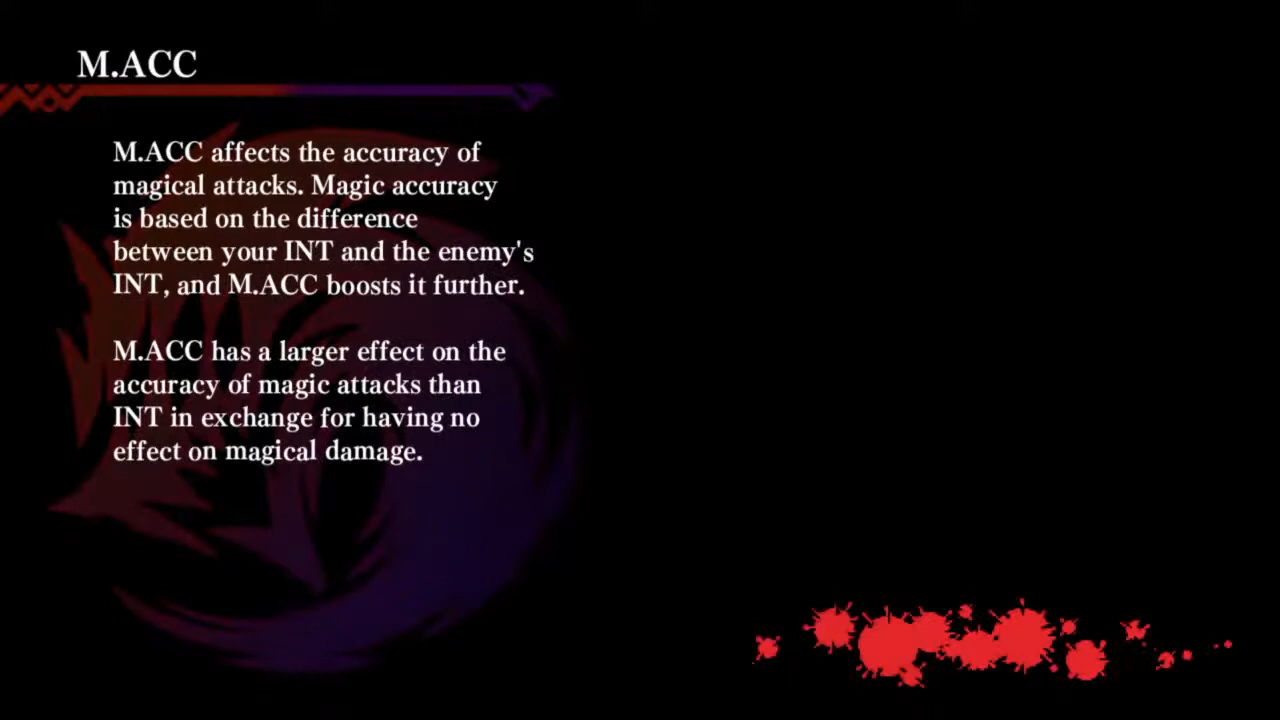 M.ACC
M.ACC affects the accuracy of
magical attacks. Magic accuracy
is based on the difference
between your INT and the enemy's
INT, and M.ACC boosts it further.
M.ACC has a larger effect on the
accuracy of magic attacks than
INT in exchange for having no
effect on magical damage.